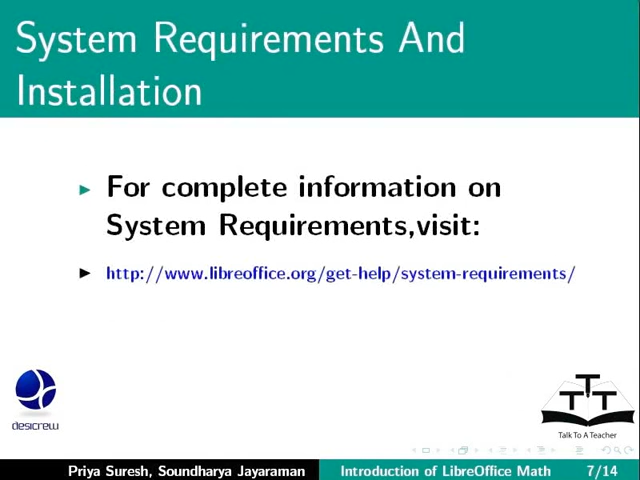 System Requirements And
Installation
For complete information on
System Requirements,visit:
http://www.libreoffice.org/get-help/system-requirements/
desicrew
TTT
Talk To A Teacher
Priya Suresh, Soundharya Jayaraman
Introduction of LibreOffice Math
7/14